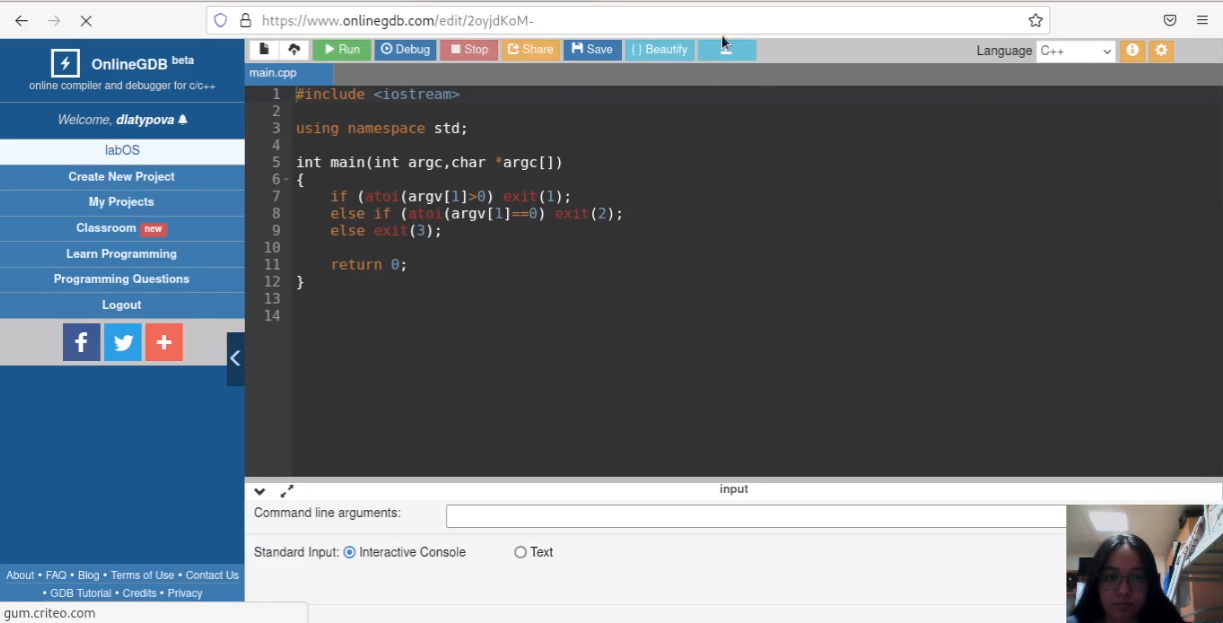 https://www.onlinegdb.com/edit/2oyjdKoM-
OnlineGDB beta
online compiler and debugger for c/c++
Welcome, dlatypova
labOS
Create New Project
My Projects
Classroom new
Learn Programming
Programming Questions
Logout
About • FAQ • Blog • Terms of Use • Contact Us
• GDB Tutorial • Credits • Privacy
gum.criteo.com
Run Debug Stop Share Save { } Beautify Language C++
main.cpp
1 #include <iostream>
2
3 using namespace std;
4
5 int main(int argc,char *argc[])
6 {
7 if (atoi(argv[1]>0) exit(1);
8 else if (atoi(argv[1]==0) exit(2);
9 else exit(3);
10
11 return 0;
12 }
13
14
input
Command line arguments:
Standard Input: Interactive Console Text